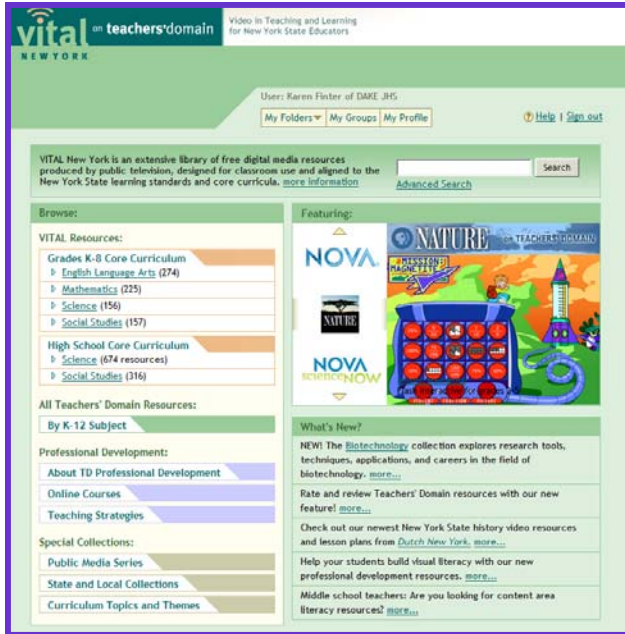 vital on teachers'domain
NEW YORK
Video in Teaching and Learning
for New York State Educators
User: Karen Finter of DAKE JHS
My Folders My Groups My Profile
Help | Sign out
VITAL New York is an extensive library of free digital media resources
produced by public television, designed for classroom use and aligned to the
New York State learning standards and core curricula. more information
Search
Advanced Search
Browse:
VITAL Resources:
Grades K-8 Core Curriculum
English Language Arts (274)
Mathematics (225)
Science (156)
Social Studies (157)
High School Core Curriculum
Science (674 resources)
Social Studies (316)
All Teachers' Domain Resources:
By K-12 Subject
Professional Development:
About TD Professional Development
Online Courses
Teaching Strategies
Special Collections:
Public Media Series
State and Local Collections
Curriculum Topics and Themes
Featuring:
NOVA
NATURE
NOVA
scienceNOW
NATURE on TEACHERS' DOMAIN
MISSION:
MAGNETITE
What's New?
NEW! The Biotechnology collection explores research tools,
techniques, applications, and careers in the field of
biotechnology. more...
Rate and review Teachers' Domain resources with our new
feature! more...
Check out our newest New York State history video resources
and lesson plans from Dutch New York. more...
Help your students build visual literacy with our new
professional development resources. more...
Middle school teachers: Are you looking for content area
literacy resources? more...